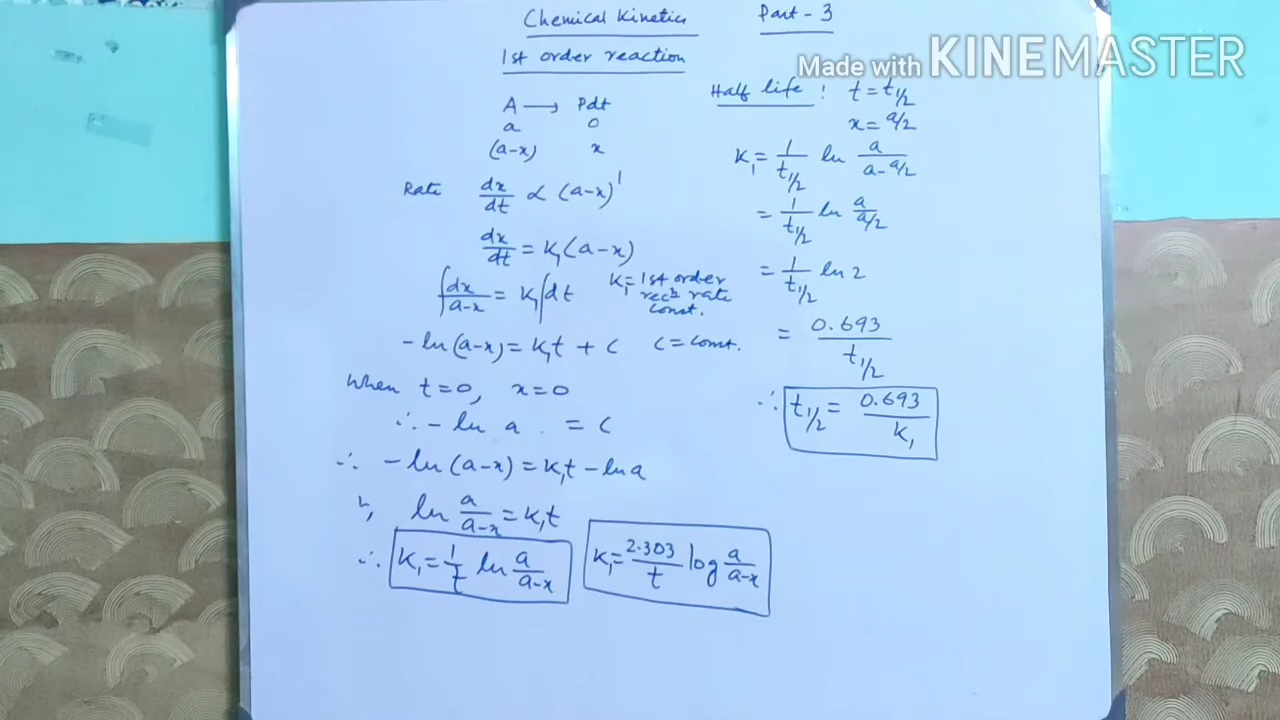 Chemical Kinetics Part - 3
1st order reaction
Made with KINEMASTER
A ⟶ Pdt
a 0
(a-x) x
Rate dx/dt ∝ (a-x)¹
dx/dt = K₁(a-x)
∫dx/a-x = K₁∫dt K₁= 1st order
recⁿ rate
const.
-ln(a-x) = K₁t + C C = Const.
When t=0, x=0
∴ - ln a = C
∴ -ln(a-x) = K₁t - ln a
ln a/a-x = K₁t
∴ K₁ = 1/t ln a/a-x
K₁ = 2.303/t log a/a-x
Half life : t = t1/2
x = a/2
K₁ = 1/t1/2 ln a/a-a/2
= 1/t1/2 ln a/a/2
= 1/t1/2 ln 2
= 0.693/t1/2
∴ t1/2 = 0.693/K₁